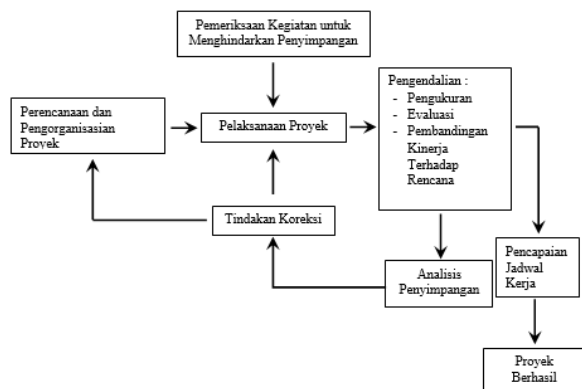 Pemeriksaan Kegiatan untuk
Menghindarkan Penyimpangan
Perencanaan dan
Pengorganisasian
Proyek
Pelaksanaan Proyek
Pengendalian :
- Pengukuran
- Evaluasi
- Pembandingan
Kinerja
Terhadap
Rencana
Tindakan Koreksi
Analisis
Penyimpangan
Pencapaian
Jadwal
Kerja
Proyek
Berhasil